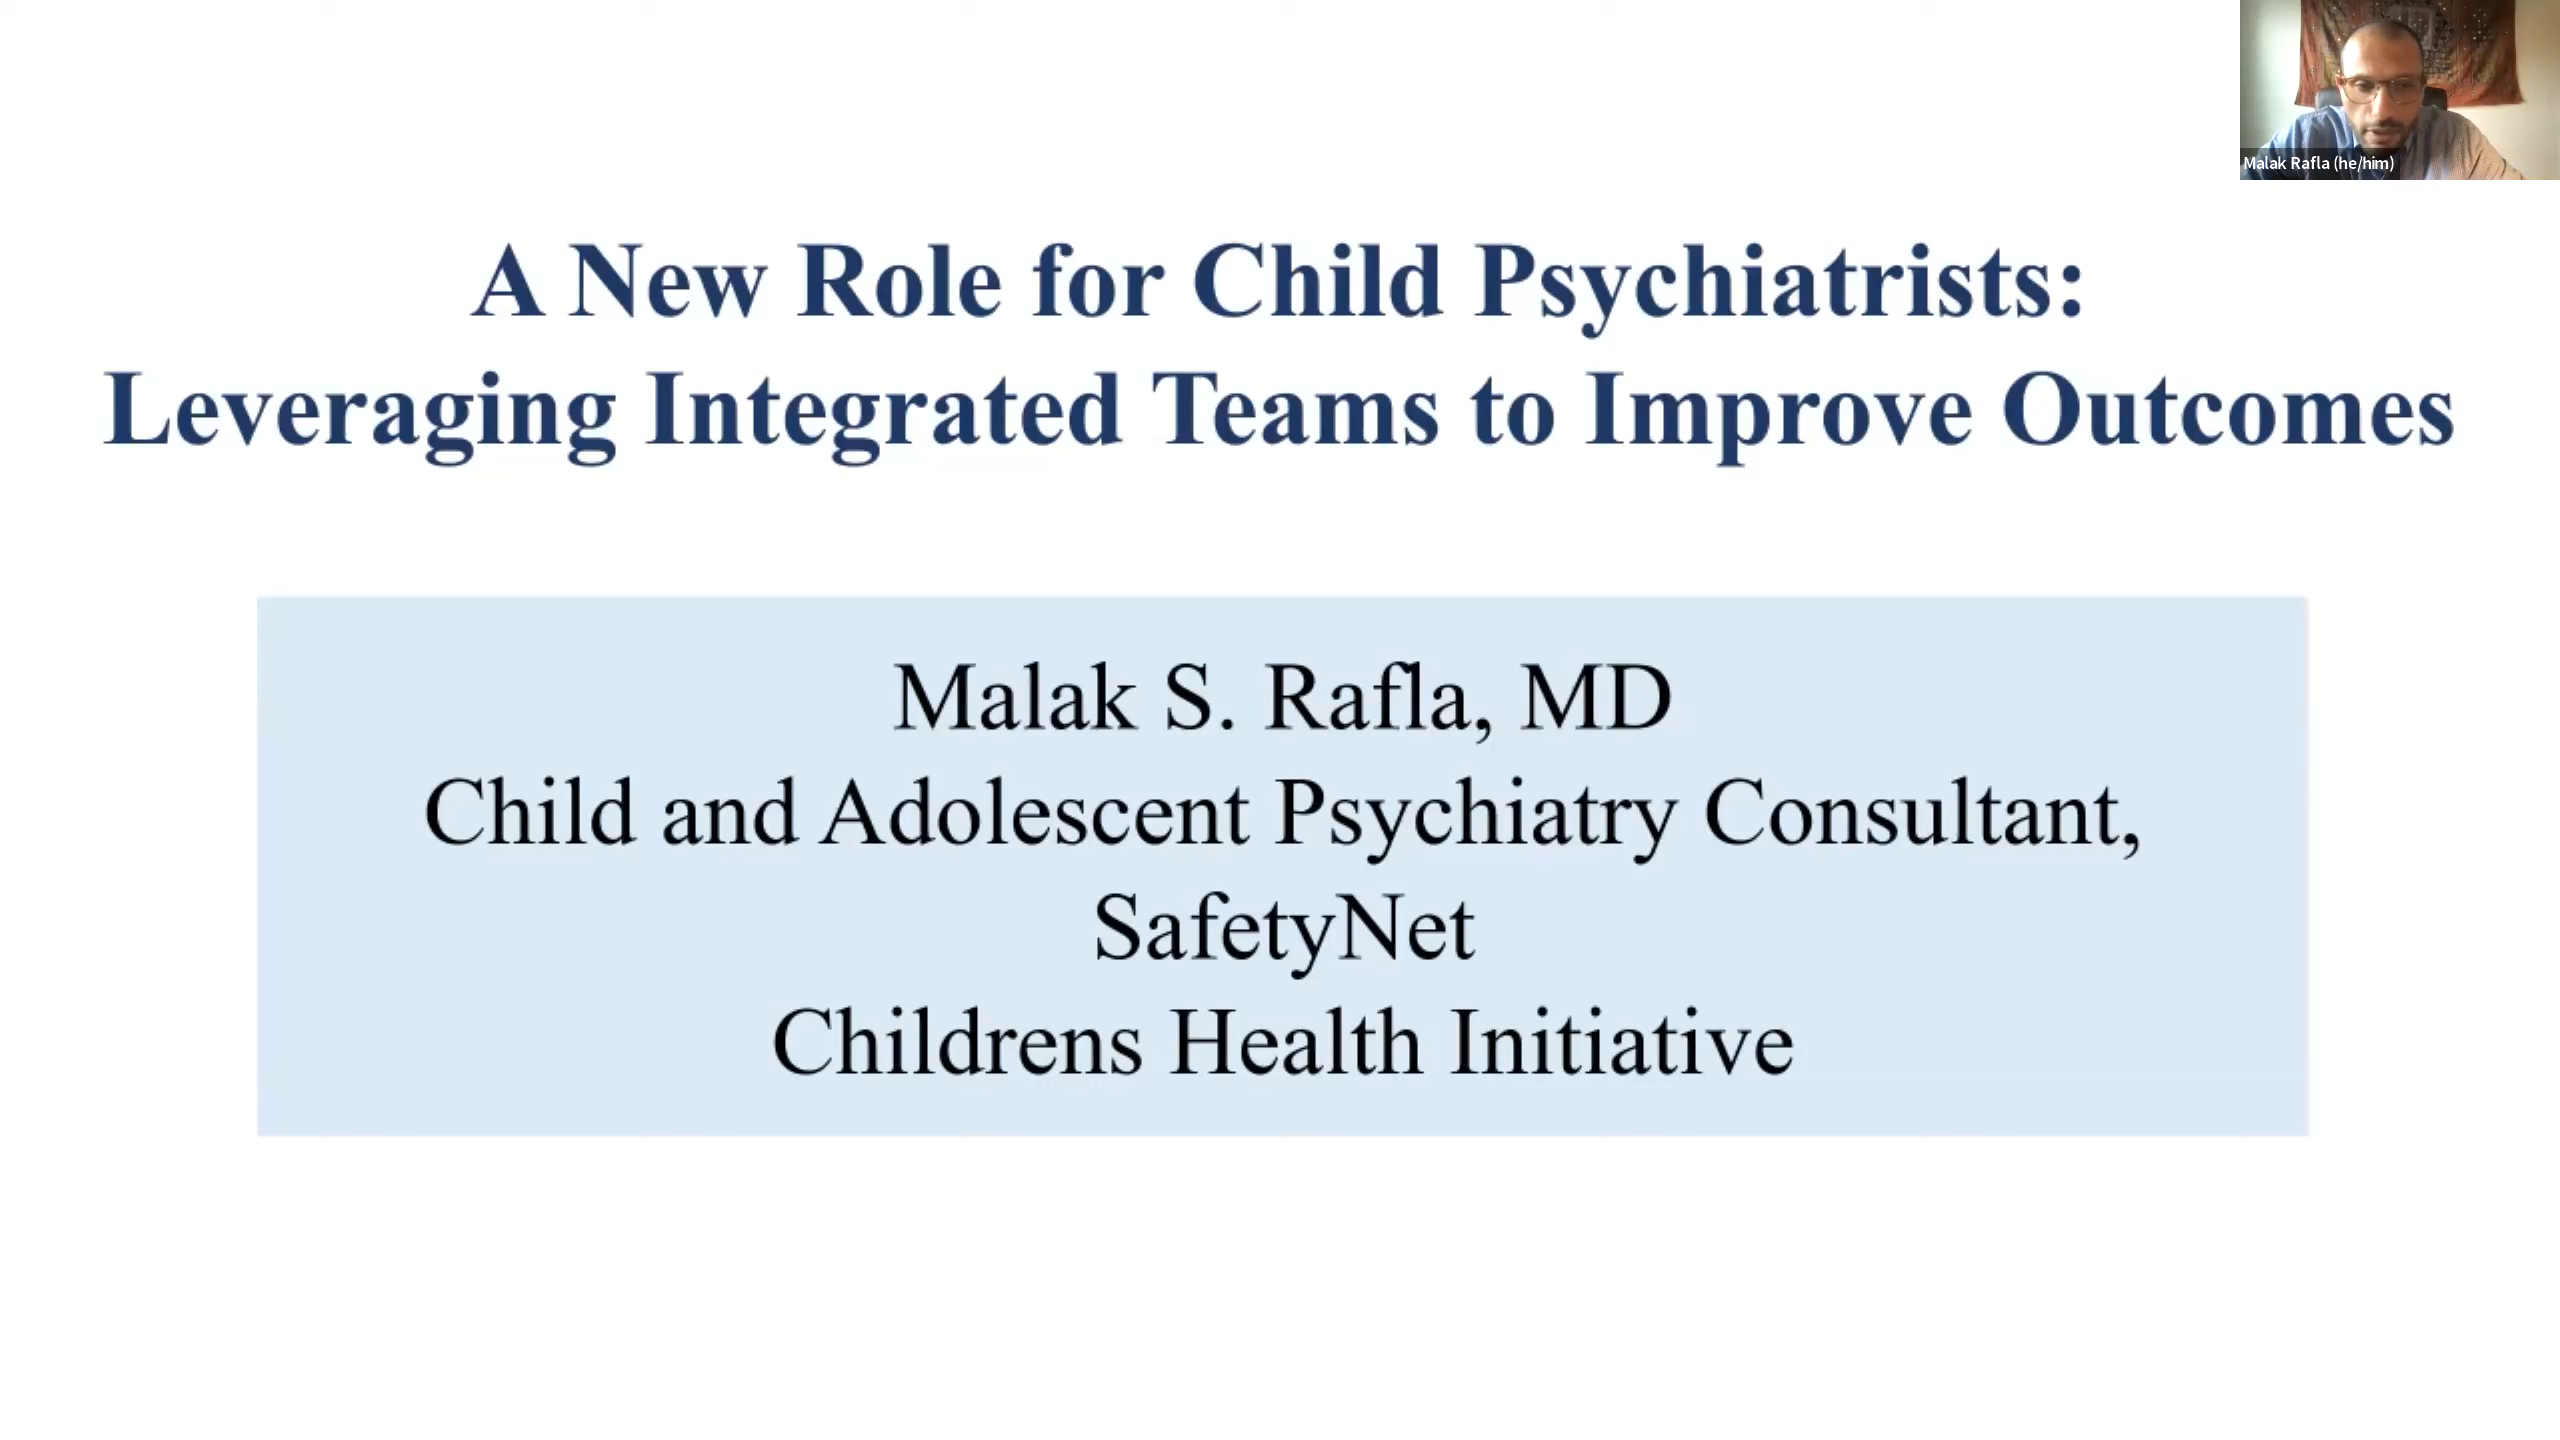 Malak Rafla (he/him)
A New Role for Child Psychiatrists:
Leveraging Integrated Teams to Improve Outcomes
Malak S. Rafla, MD
Child and Adolescent Psychiatry Consultant,
SafetyNet
Childrens Health Initiative